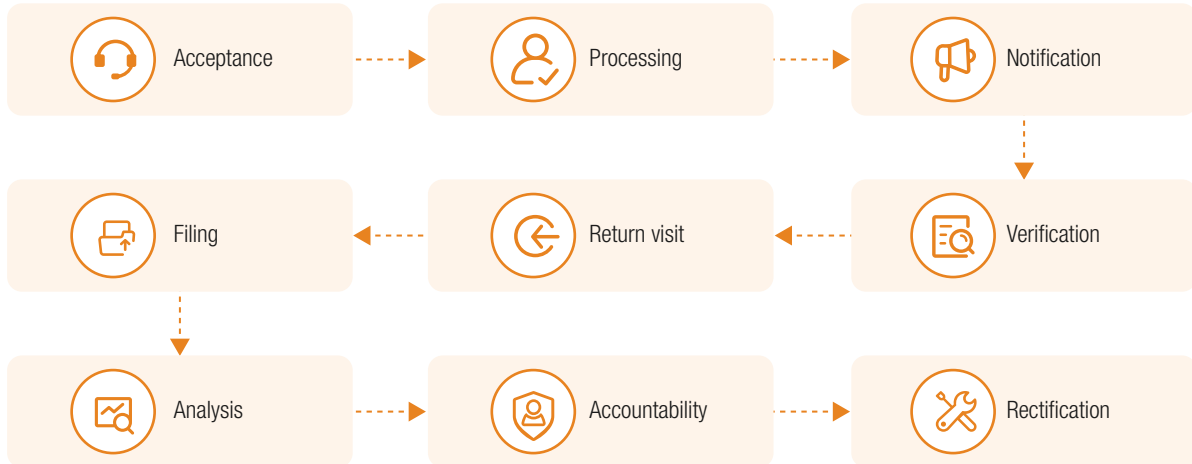 Acceptance
Processing
Notification
Verification
Return visit
Filing
Analysis
Accountability
Rectification